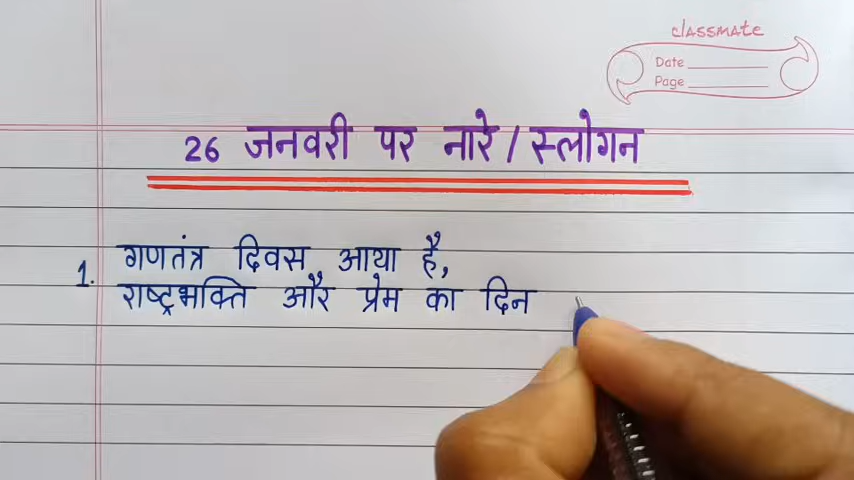 classmate
Date
Page
26 जनवरी पर नारे / स्लोगन
1. गणतंत्र दिवस आया है,
राष्ट्रभक्ति और प्रेम का दिन